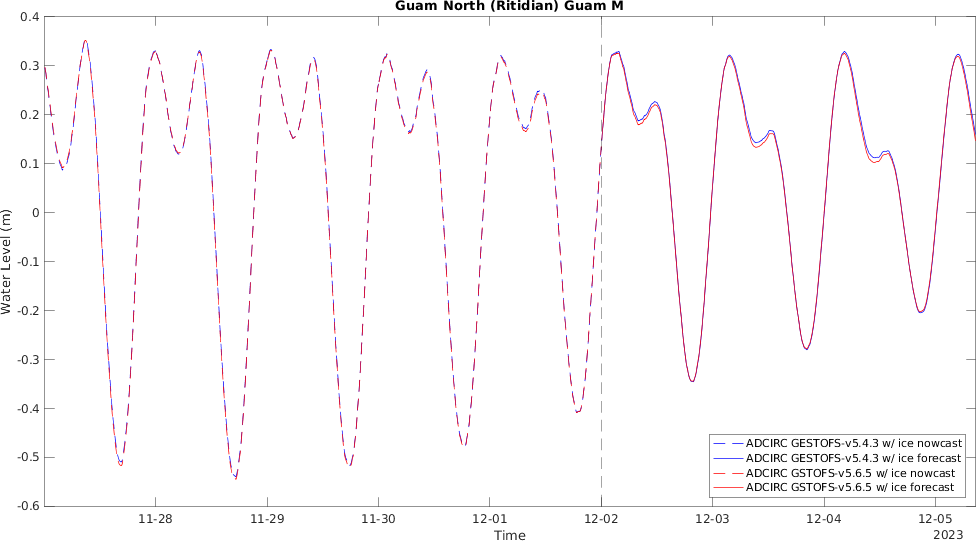 Guam North (Ritidian) Guam M
0.4
0.3
0.2
0.1
0
-0.1
-0.2
-0.3
-0.4
-0.5
-0.6
Water Level (m)
ADCIRC GESTOFS-v5.4.3 w/ ice nowcast
ADCIRC GESTOFS-v5.4.3 w/ ice forecast
ADCIRC GSTOFS-v5.6.5 w/ ice nowcast
ADCIRC GSTOFS-v5.6.5 w/ ice forecast
11-28
11-29
11-30
12-01
12-02
12-03
12-04
12-05
Time
2023